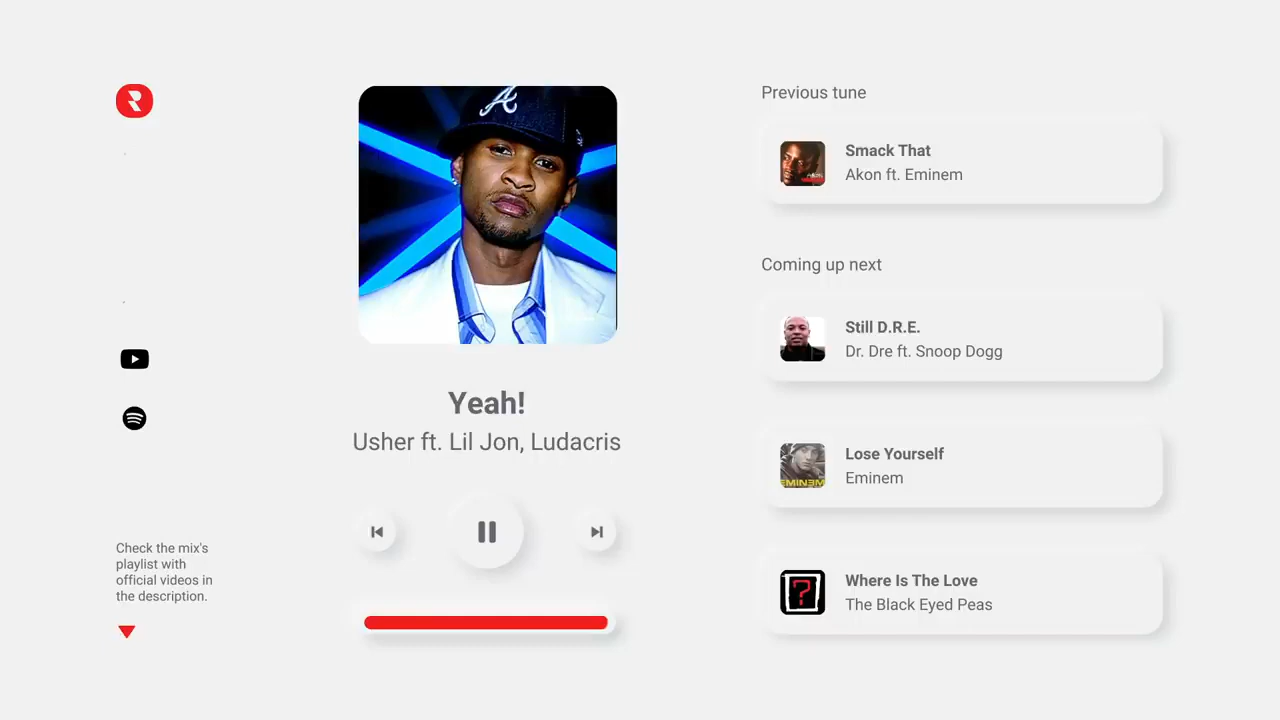 Check the mix's
playlist with
official videos in
the description.
Yeah!
Usher ft. Lil Jon, Ludacris
Previous tune
Smack That
Akon ft. Eminem
Coming up next
Still D.R.E.
Dr. Dre ft. Snoop Dogg
EMINEM
Lose Yourself
Eminem
?
Where Is The Love
The Black Eyed Peas